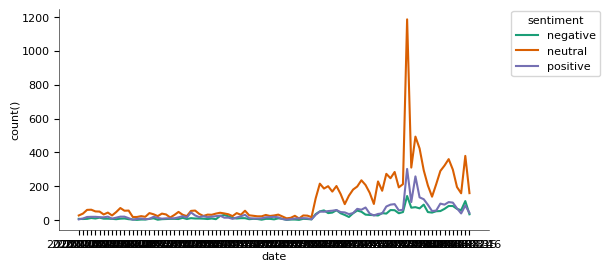 sentiment
negative
neutral
positive
1200
1000
800
600
400
200
0
count()
date